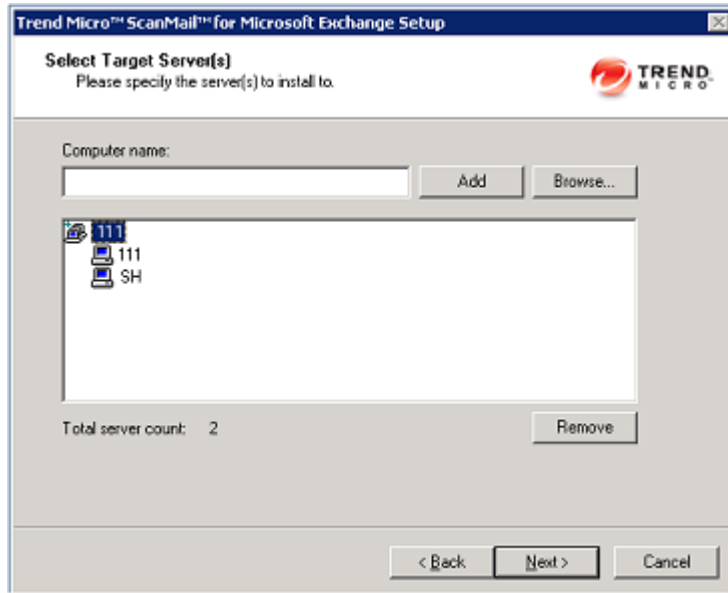 Trend Micro™ ScanMail™ for Microsoft Exchange Setup
Select Target Server(s)
Please specify the server(s) to install to.
TREND
MICRO
Computer name:
Add
Browse...
111
111
SH
Total server count: 2
Remove
< Back
Next >
Cancel